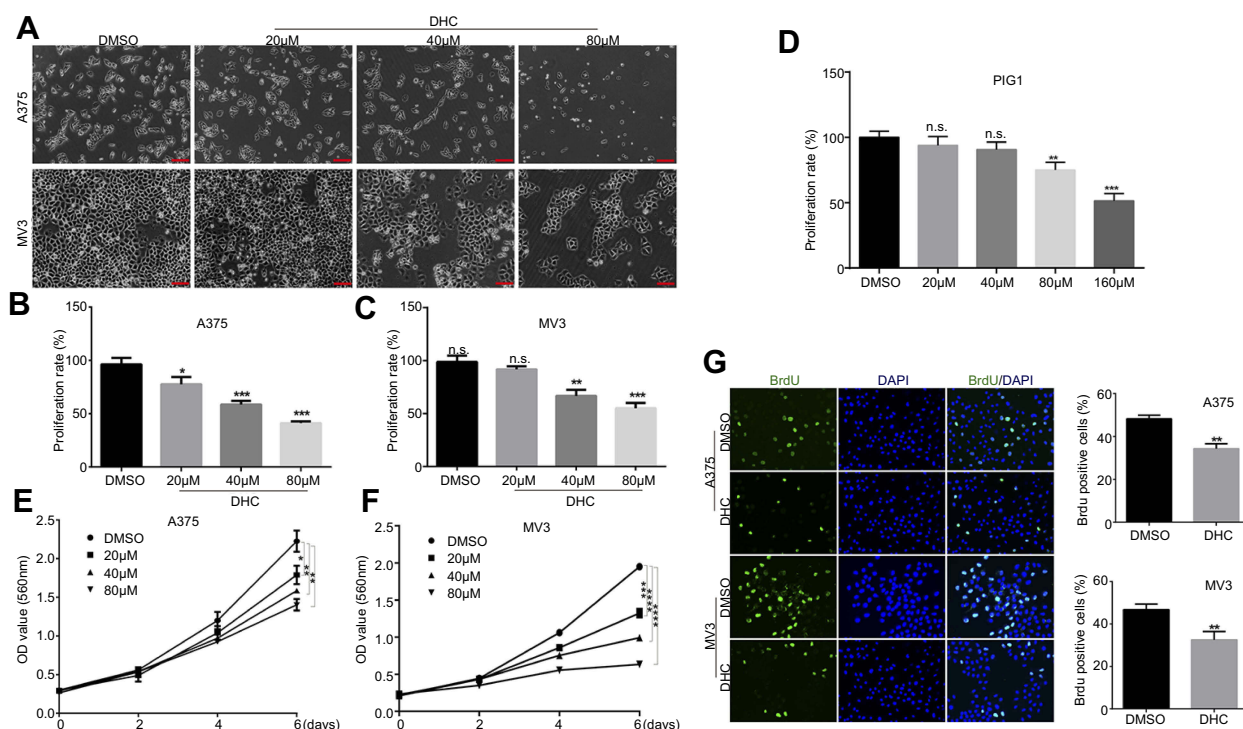 A
DHC
DMSO 20µM 40µM 80µM
A375
MV3
B
A375
Proliferation rate (%)
150
100
50
0
*
***
***
DMSO 20µM 40µM 80µM
DHC
C
MV3
Proliferation rate (%)
150
100
50
0
n.s.
n.s.
**
***
DMSO 20µM 40µM 80µM
DHC
D
PIG1
Proliferation rate (%)
150
100
50
0
n.s.
n.s.
**
***
DMSO 20µM 40µM 80µM 160µM
E
A375
OD value (560nm)
2.5
2.0
1.5
1.0
0.5
0.0
DMSO
20µM
40µM
80µM
*
**
**
0 2 4 6(days)
F
MV3
OD value (560nm)
2.5
2.0
1.5
1.0
0.5
0.0
DMSO
20µM
40µM
80µM
***
****
****
0 2 4 6(days)
G
BrdU DAPI BrdU/DAPI
A375
DMSO
DHC
MV3
DMSO
DHC
A375
Brdu positive cells (%)
60
40
20
0
**
DMSO DHC
MV3
Brdu positive cells (%)
60
40
20
0
**
DMSO DHC